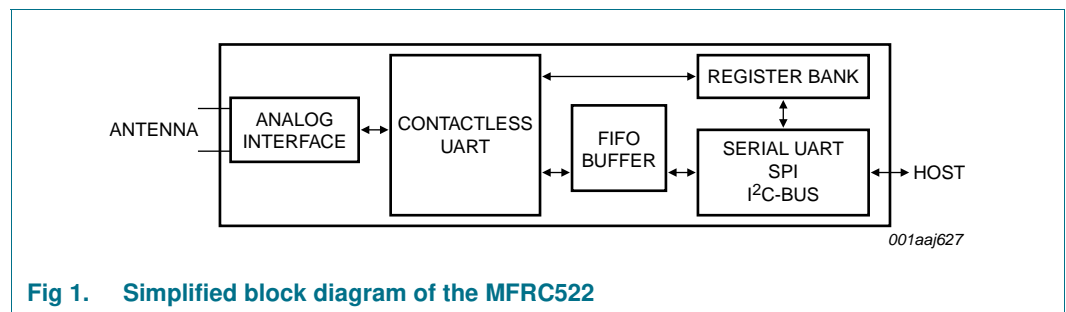 ANTENNA
ANALOG
INTERFACE
CONTACTLESS
UART
FIFO
BUFFER
REGISTER BANK
SERIAL UART
SPI
I²C-BUS
HOST
001aaj627
Fig 1. Simplified block diagram of the MFRC522